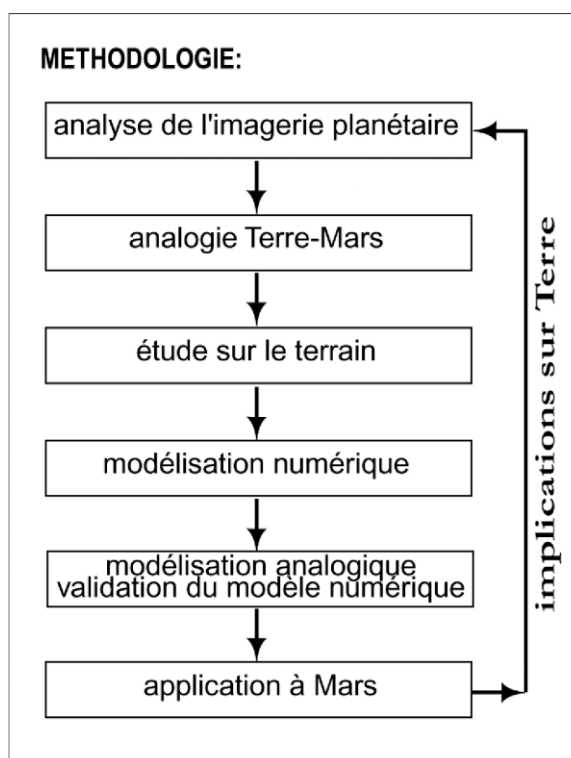 METHODOLOGIE:
analyse de l'imagerie planétaire
analogie Terre-Mars
étude sur le terrain
modélisation numérique
modélisation analogique
validation du modèle numérique
application à Mars
implications sur Terre